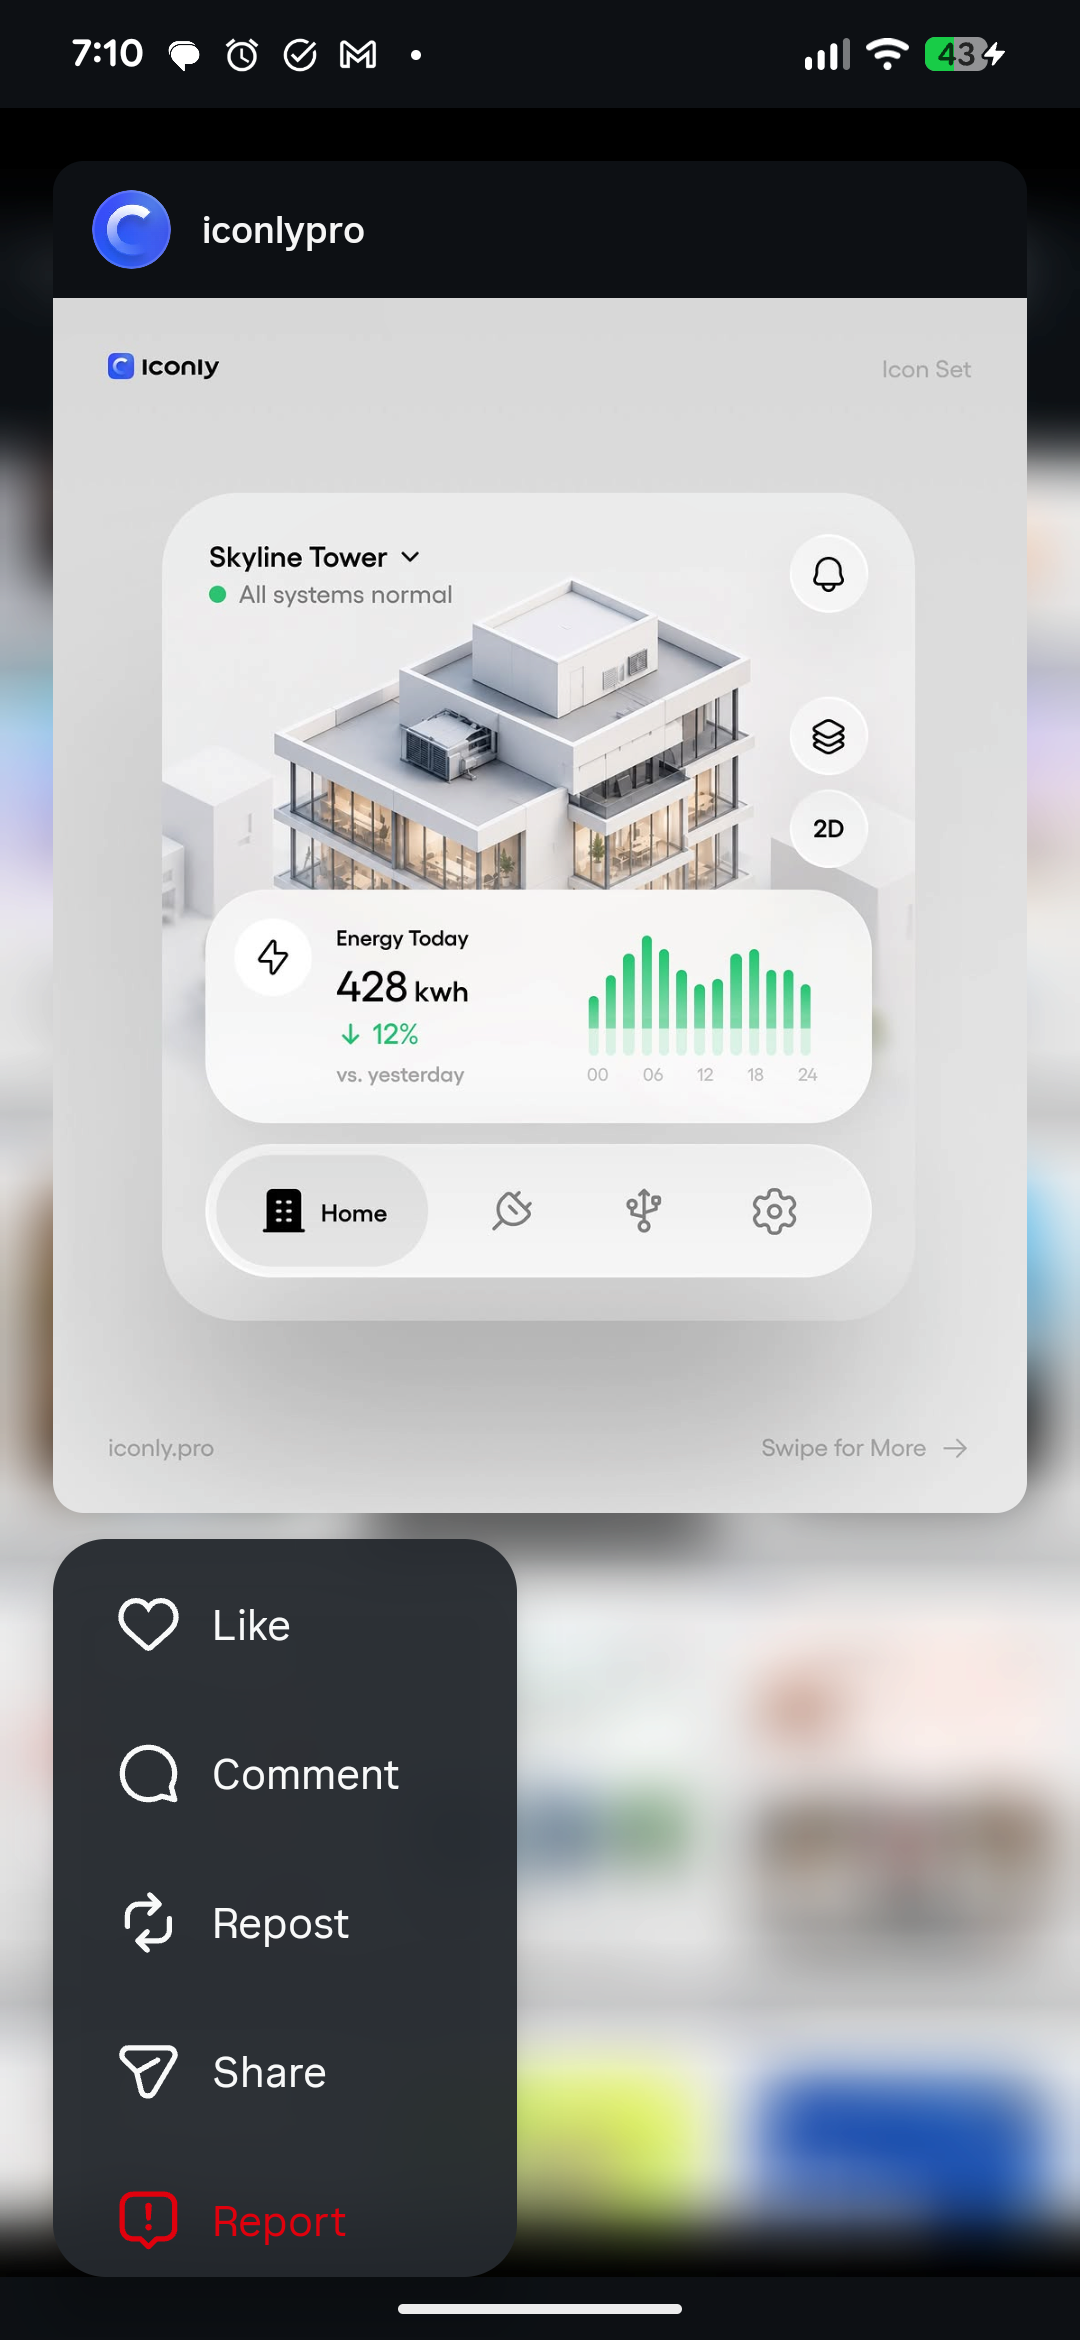 7:10
43
iconlypro
Iconly
Icon Set
Skyline Tower
All systems normal
2D
Energy Today
428 kwh
12%
vs. yesterday
00 06 12 18 24
Home
iconly.pro
Swipe for More
Like
Comment
Repost
Share
Report